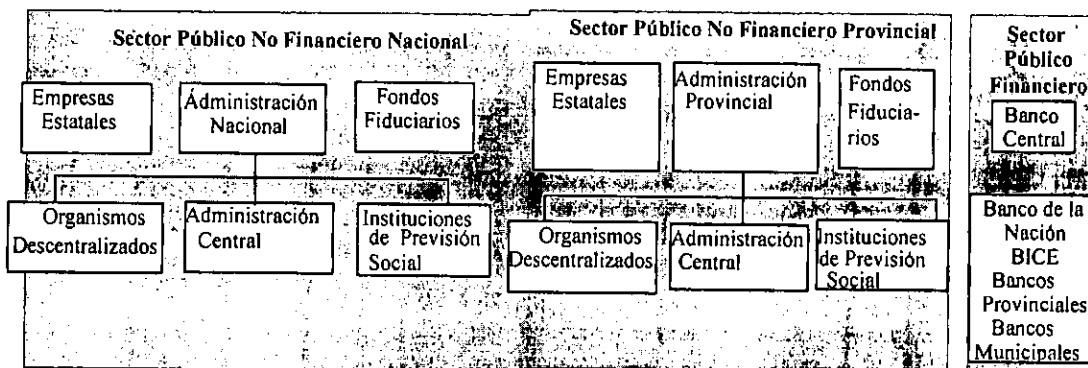 Sector Público No Financiero Nacional
Empresas
Estatales
Administración
Nacional
Fondos
Fiduciarios
Organismos
Descentralizados
Administración
Central
Instituciones
de Previsión
Social
Sector Público No Financiero Provincial
Empresas
Estatales
Administración
Provincial
Fondos
Fiducia-
rios
Organismos
Descentralizados
Administración
Central
Instituciones
de Previsión
Social
Sector
Público
Financiero
Banco
Central
Banco de la
Nación
BICE
Bancos
Provinciales
Bancos
Municipales